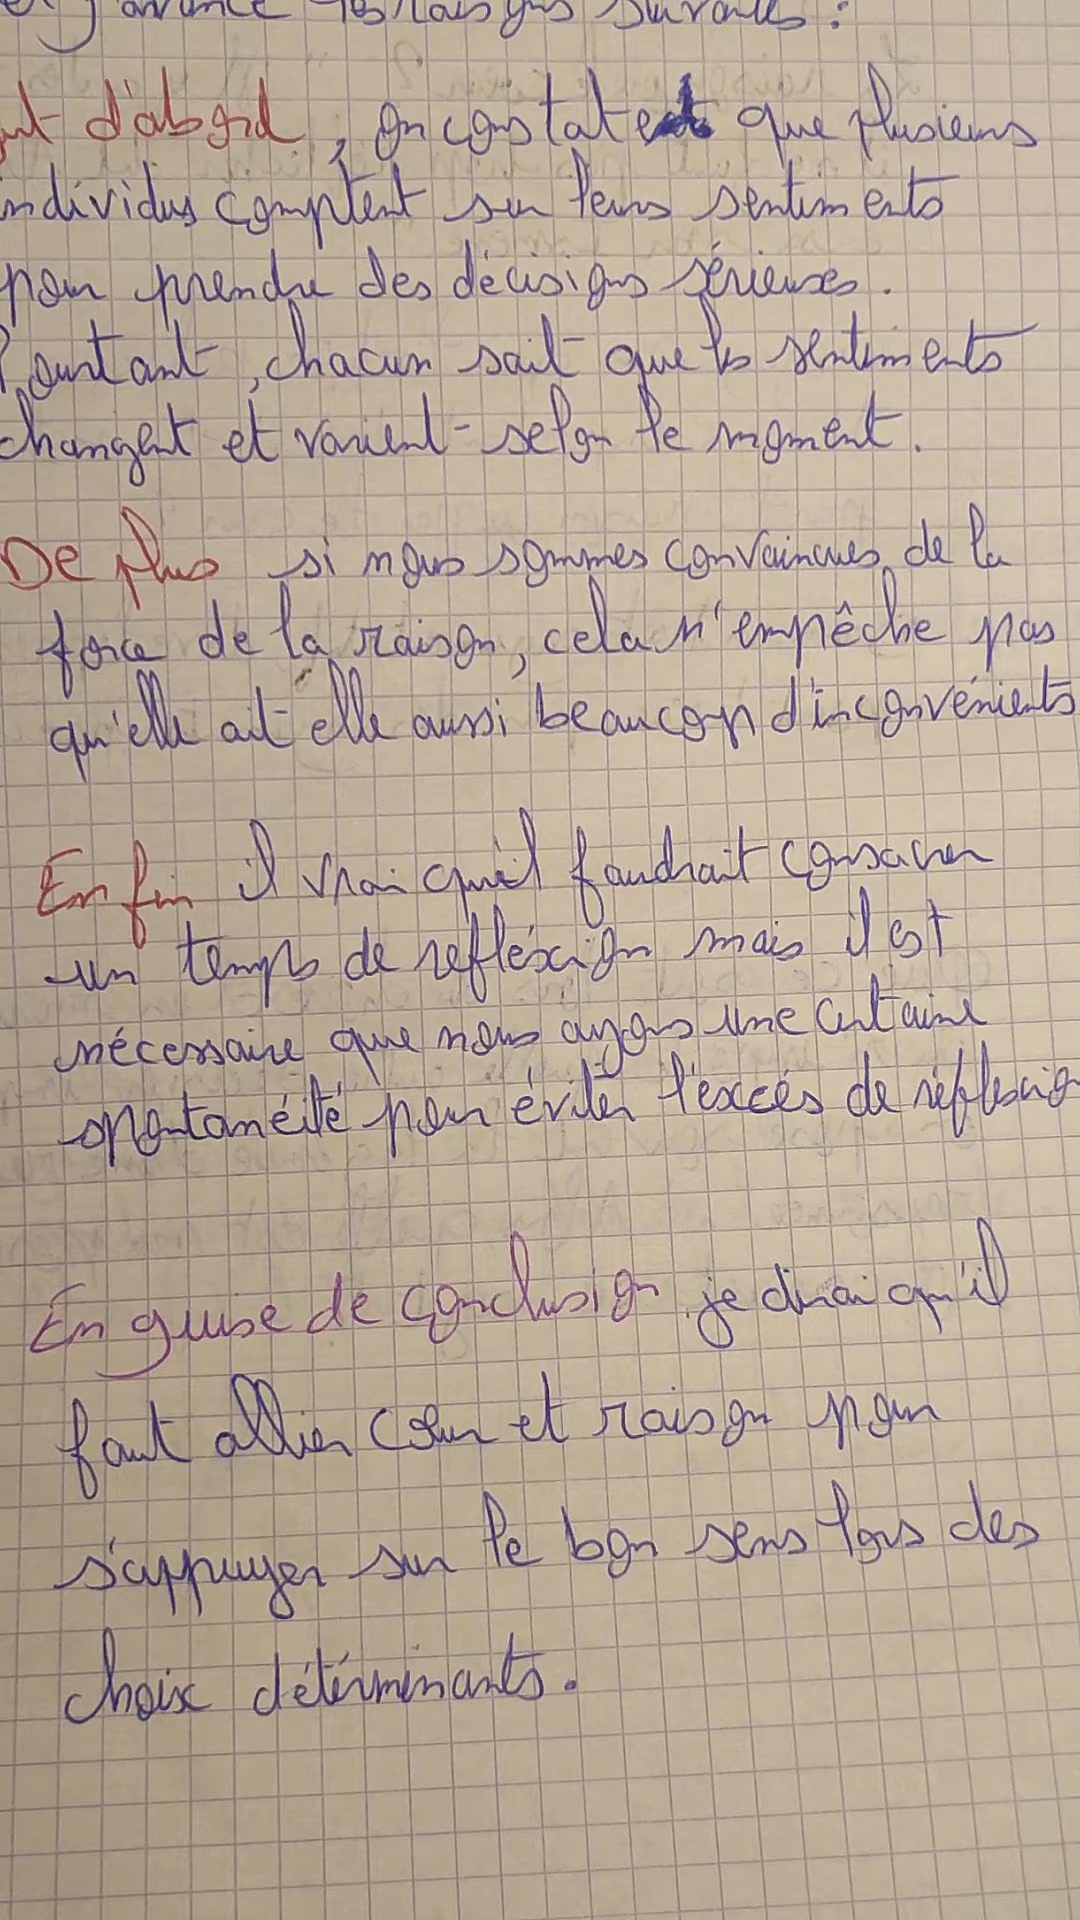 j'avance les raisons suivantes :
d'abord, on constate que plusieurs
individus comptent sur leurs sentiments
pour prendre des décisions sérieuses.
Pourtant, chacun sait que les sentiments
changent et varient selon le moment.
De plus si nous sommes convaincues de la
force de la raison, cela n'empêche pas
qu'elle ait elle aussi beaucoup d'inconvénients
Enfin il vrai qu'il faudrait consacrer
un temps de refléxion mais il est
nécessaire que nous ayons une certaine
spontanéité pour éviter l'excés de réflexio
En guise de conclusion je dirai qu'il
faut allier cœur et raison pour
s'appuyer sur le bon sens lors des
choix détérminants.